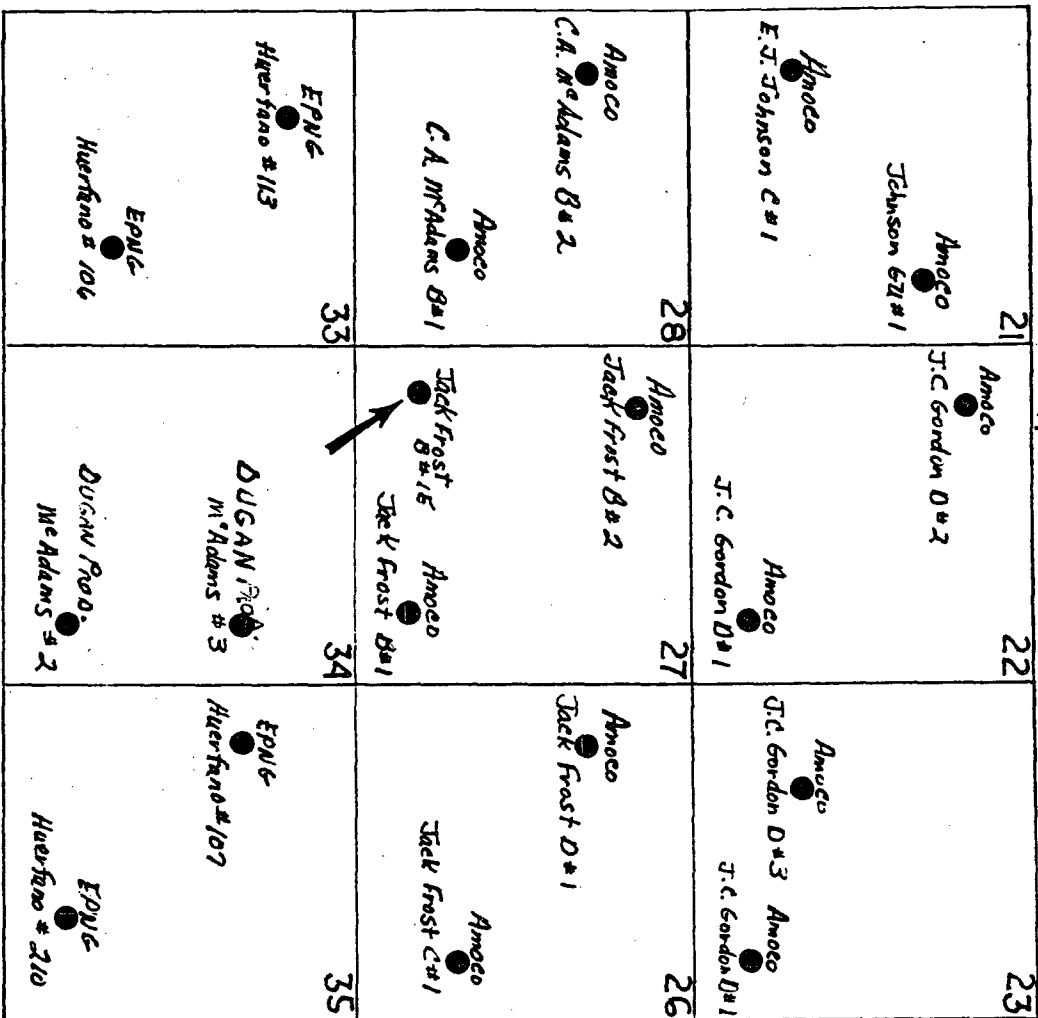 21
Amoco
Johnson GU #1
Amoco
E.J. Johnson C #1
22
Amoco
J.C. Gordon D#2
Amoco
J.C. Gordon D#1
23
Amoco
J.C. Gordon D#3
Amoco
J.C. Gordon D#1
28
Amoco
C.A. McAdams B#2
Amoco
C.A. McAdams B#1
27
Amoco
Jack Frost B#2
Jack Frost
B#1E
Amoco
Jack Frost B#1
26
Amoco
Jack Frost D#1
Amoco
Jack Frost C#1
33
EPNG
Huerfano #113
EPNG
Huerfano #106
34
DUGAN Prod.
McAdams #3
DUGAN Prod.
McAdams #2
35
EPNG
Huerfano #107
EPNG
Huerfano #210